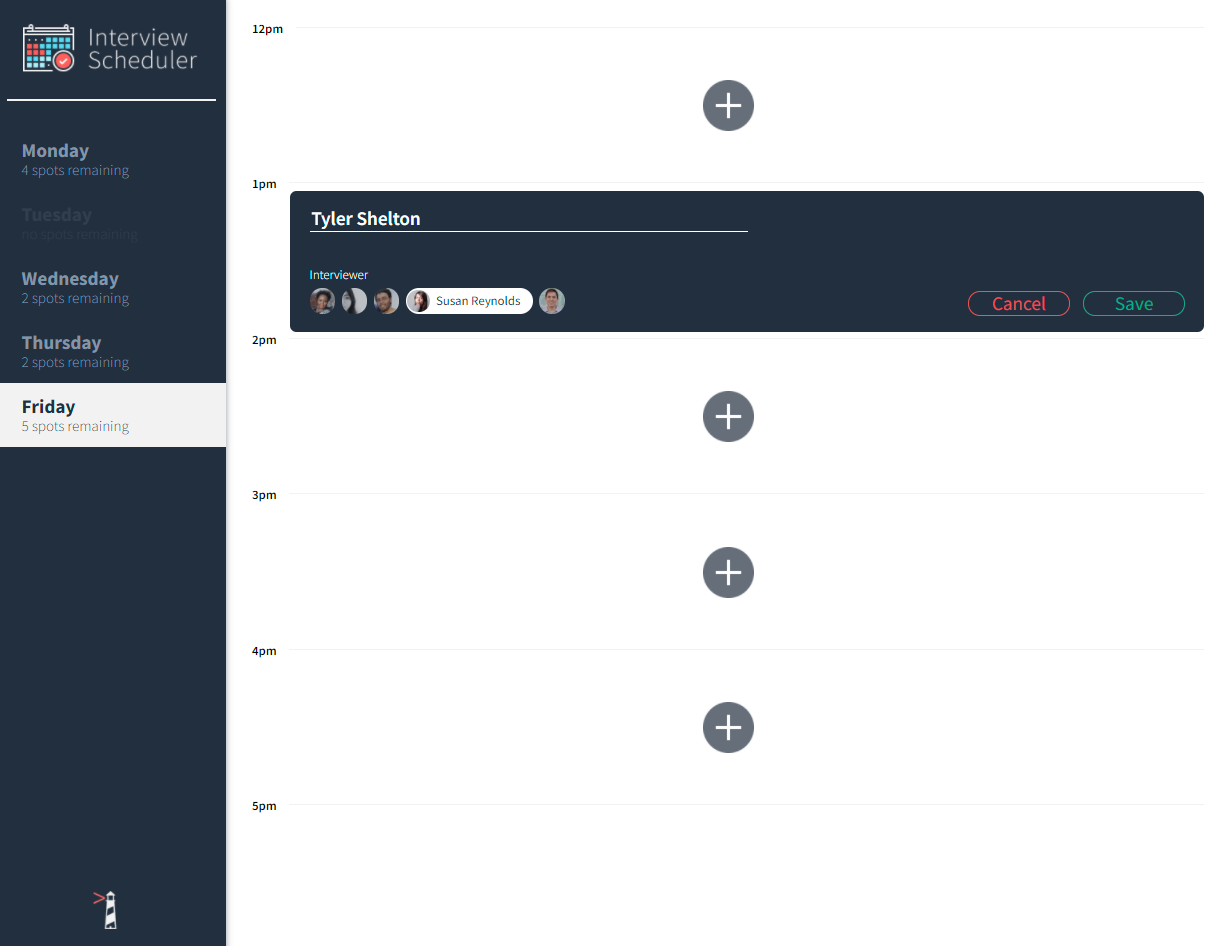 Interview
Scheduler
Monday
4 spots remaining
Tuesday
no spots remaining
Wednesday
2 spots remaining
Thursday
2 spots remaining
Friday
5 spots remaining
12pm
1pm
Tyler Shelton
Interviewer
Susan Reynolds
Cancel
Save
2pm
3pm
4pm
5pm